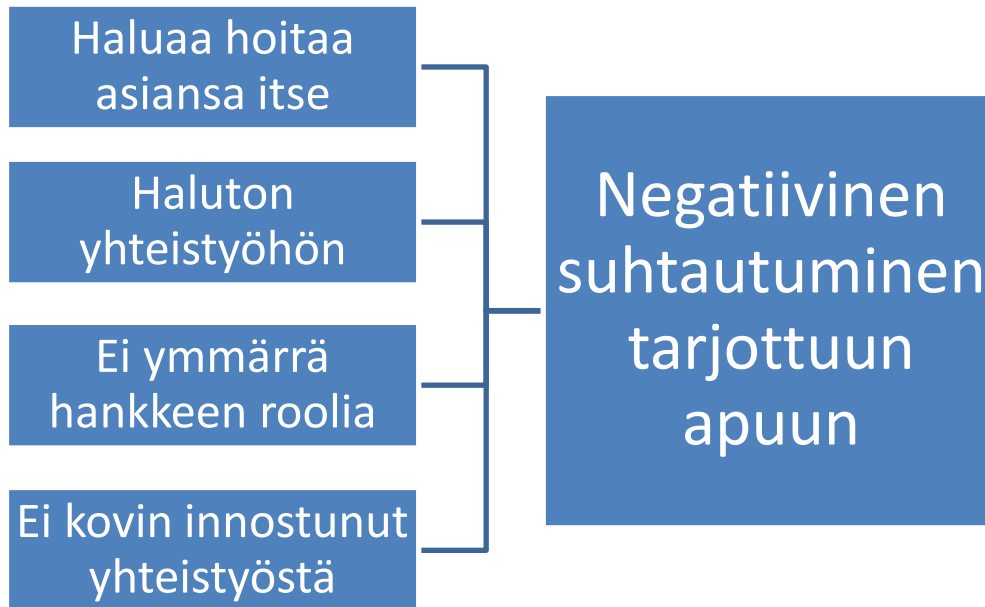 Haluaa hoitaa
asiansa itse
Haluton
yhteistyöhön
Ei ymmärrä
hankkeen roolia
Ei kovin innostunut
yhteistyöstä
Negatiivinen
suhtautuminen
tarjottuun
apuun